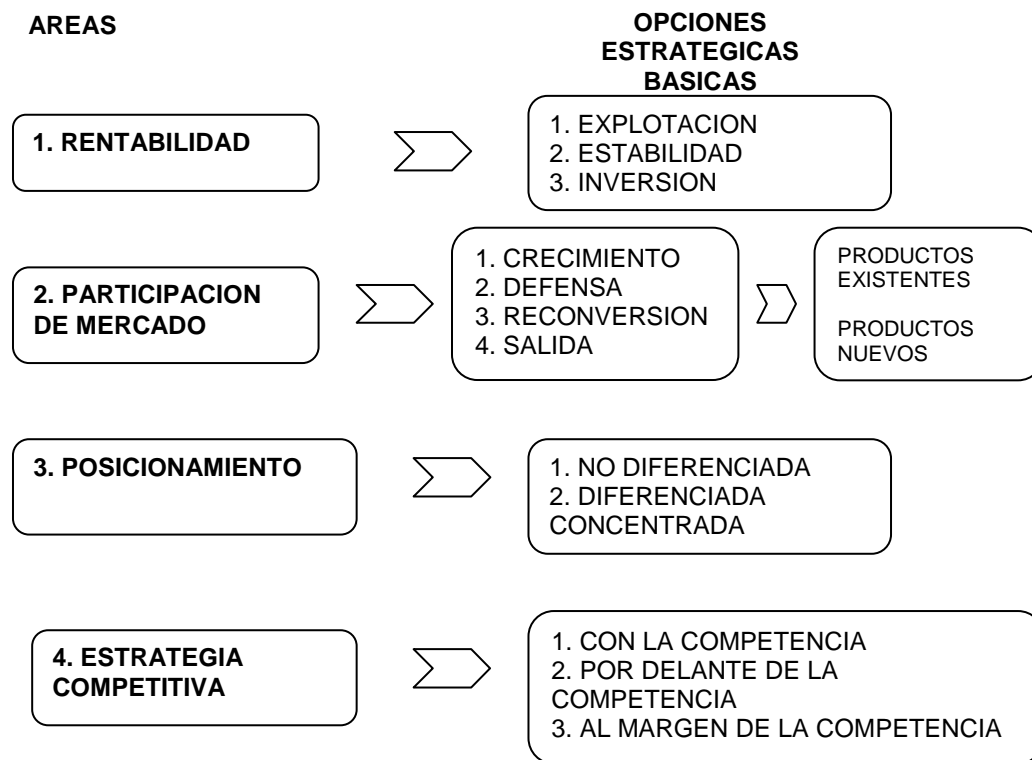 AREAS
OPCIONES
ESTRATEGICAS
BASICAS
1. RENTABILIDAD
1. EXPLOTACION
2. ESTABILIDAD
3. INVERSION
2. PARTICIPACION
DE MERCADO
1. CRECIMIENTO
2. DEFENSA
3. RECONVERSION
4. SALIDA
PRODUCTOS
EXISTENTES
PRODUCTOS
NUEVOS
3. POSICIONAMIENTO
1. NO DIFERENCIADA
2. DIFERENCIADA
CONCENTRADA
4. ESTRATEGIA
COMPETITIVA
1. CON LA COMPETENCIA
2. POR DELANTE DE LA
COMPETENCIA
3. AL MARGEN DE LA COMPETENCIA